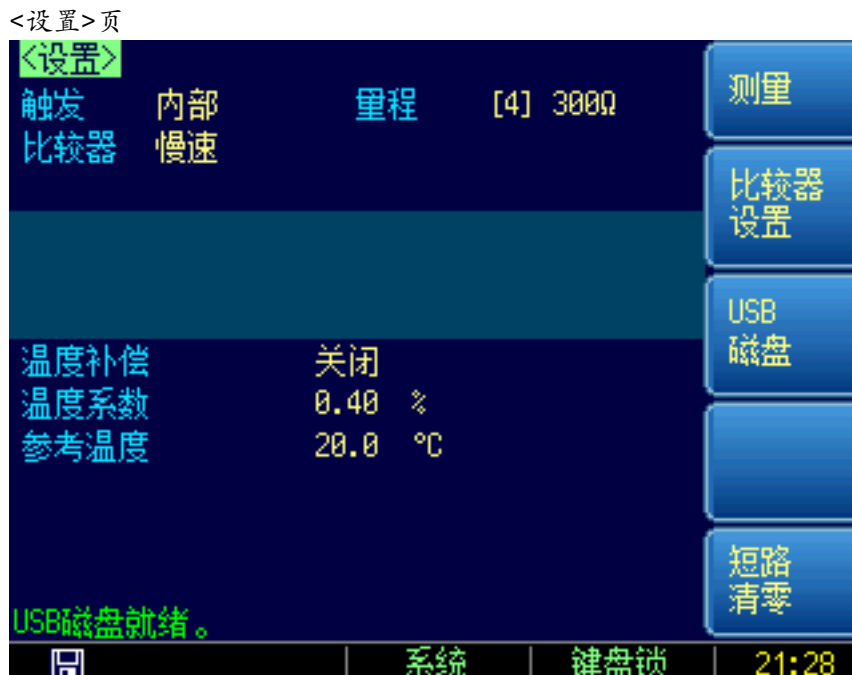 <设置>页
<设置>
触发 内部 量程 [4] 300Ω
比较器 慢速
温度补偿 关闭
温度系数 0.40 %
参考温度 20.0 °C
USB磁盘就绪。
测量
比较器
设置
USB
磁盘
短路
清零
系统 键盘锁 21:28